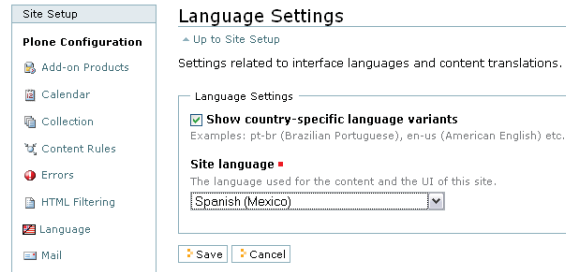 Site Setup
Plone Configuration
Add-on Products
Calendar
Collection
Content Rules
Errors
HTML Filtering
Language
Mail
Language Settings
Up to Site Setup
Settings related to interface languages and content translations.
Language Settings
Show country-specific language variants
Examples: pt-br (Brazilian Portuguese), en-us (American English) etc.
Site language
The language used for the content and the UI of this site.
Spanish (Mexico)
Save Cancel